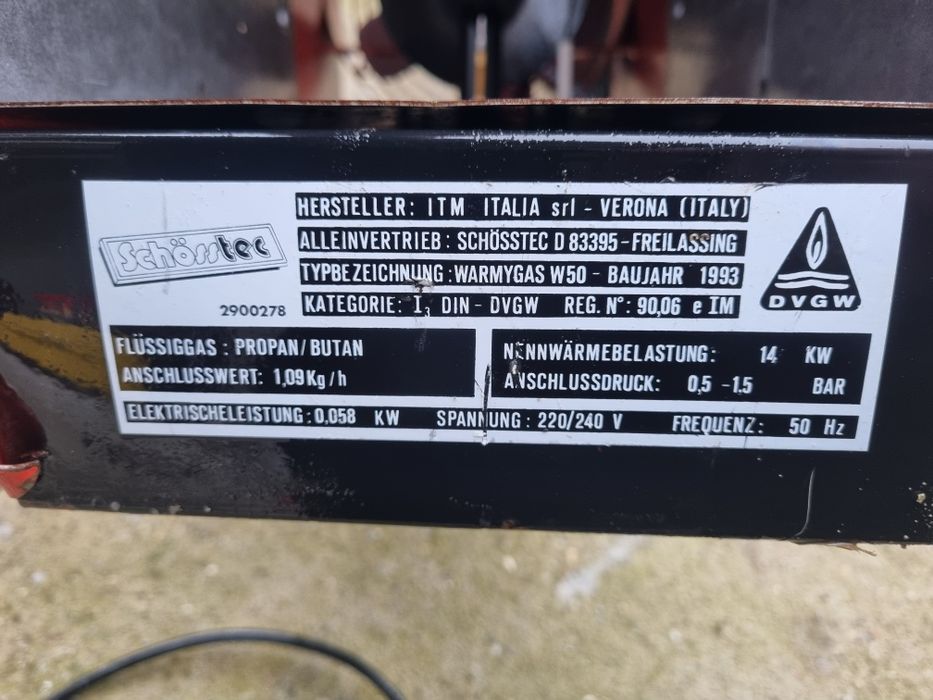 HERSTELLER: ITM ITALIA srl - VERONA (ITALY)
ALLEINVERTRIEB: SCHÖSSTEC D 83395-FREILASSING
TYPBEZEICHNUNG: WARMYGAS W50 - BAUJAHR 1993
KATEGORIE: I₃ DIN - DVGW REG. N°: 90,06 e IM
Schösstec
2900278
DVGW
FLÜSSIGGAS: PROPAN/BUTAN
ANSCHLUSSWERT: 1,09Kg/h
NENNWÄRMEBELASTUNG: 14 KW
ANSCHLUSSDRUCK: 0,5 -1.5 BAR
ELEKTRISCHELEISTUNG: 0,058 KW SPANNUNG: 220/240 V FREQUENZ: 50 Hz